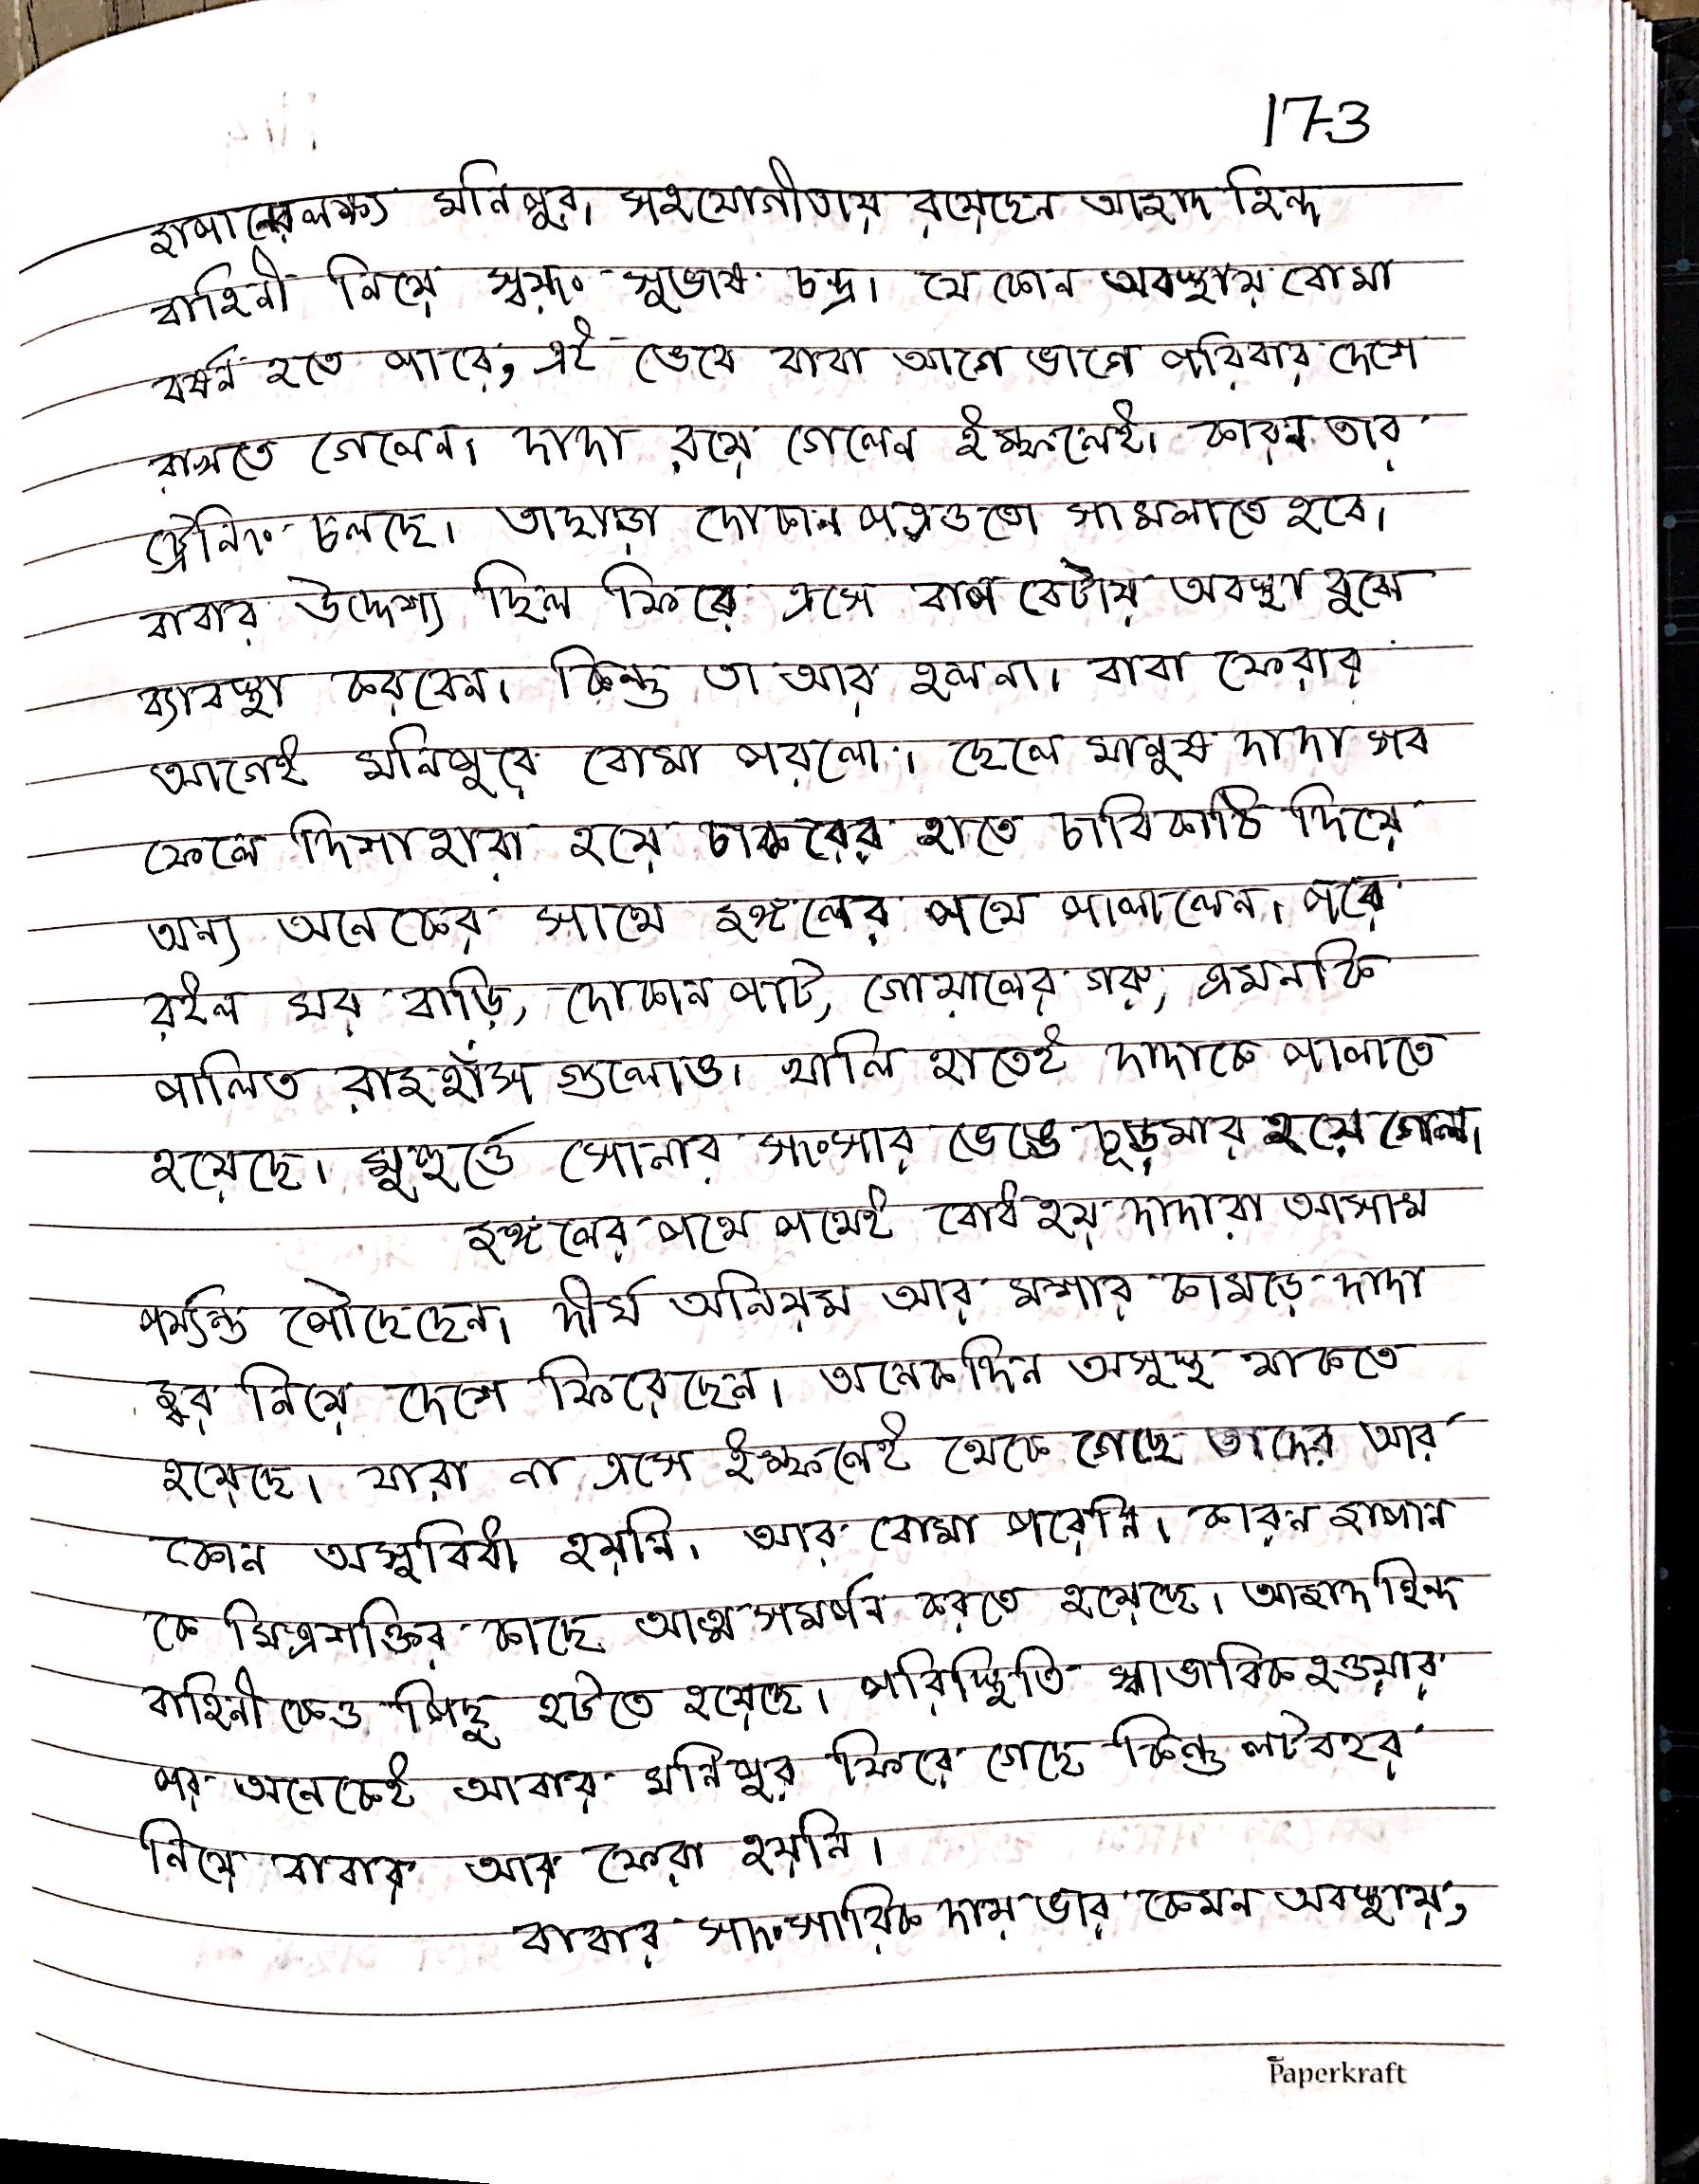 173
জাপানের লক্ষ্য মনিপুর। সহযোগীতায় রয়েছেন আজাদ হিন্দ
বাহিনী নিয়ে স্বয়ং সুভাষ চন্দ্র। যে কোন অবস্থায় বোমা
বর্ষন হতে পারে, এই ভেবে বাবা আগে ভাগে পরিবার দেশে
রাখতে গেলেন। দাদা রয়ে গেলেন ইম্ফলেই। কারন তার
ট্রেনিং চলছে। তাছাড়া দোকান পত্রওতো সামলাতে হবে।
বাবার উদ্দেশ্য ছিল ফিরে এসে বাপ বেটায় অবস্থা বুঝে
ব্যাবস্থা করবেন। কিন্তু তা আর হলনা। বাবা ফেরার
আগেই মনিপুরে বোমা পরলো। ছেলে মানুষ দাদা সব
ফেলে দিশাহারা হয়ে চাকরের হাতে চাবিকাঠি দিয়ে
অন্য অনেকের সাথে জঙ্গলের পথে পালালেন। পরে
রইল ঘর বাড়ি, দোকান পাট, গোয়ালের গরু, এমনকি
পালিত রাজহাঁস গুলোও। খালি হাতেই দাদাকে পালাতে
হয়েছে। মুহুর্ত্তে সোনার সংসার ভেঙে চূড়মার হয়ে গেল।
জঙ্গলের পথে পথেই বোধ হয় দাদারা আসাম
পর্য্যন্ত পৌছেছেন। দীর্ঘ অনিয়ম আর মশার কামড়ে দাদা
জ্বর নিয়ে দেশে ফিরেছেন। অনেকদিন অসুস্থ থাকতে
হয়েছে। যারা না এসে ইম্ফলেই থেকে গেছে তাদের আর
কোন অসুবিধা হয়নি। আর বোমা পরেনি। কারন জাপান
কে মিত্রশক্তির কাছে আত্মসমর্পন করতে হয়েছে। আজাদ হিন্দ
বাহিনীকেও পিছু হটতে হয়েছে। পরিস্থিতি স্বাভাবিক হওয়ার
পর অনেকেই আবার মনিপুর ফিরে গেছে কিন্তু লটবহর
নিয়ে বাবার আর ফেরা হয়নি।
বাবার সাংসারিক দায় ভার কেমন অবস্থায়,
Paperkraft